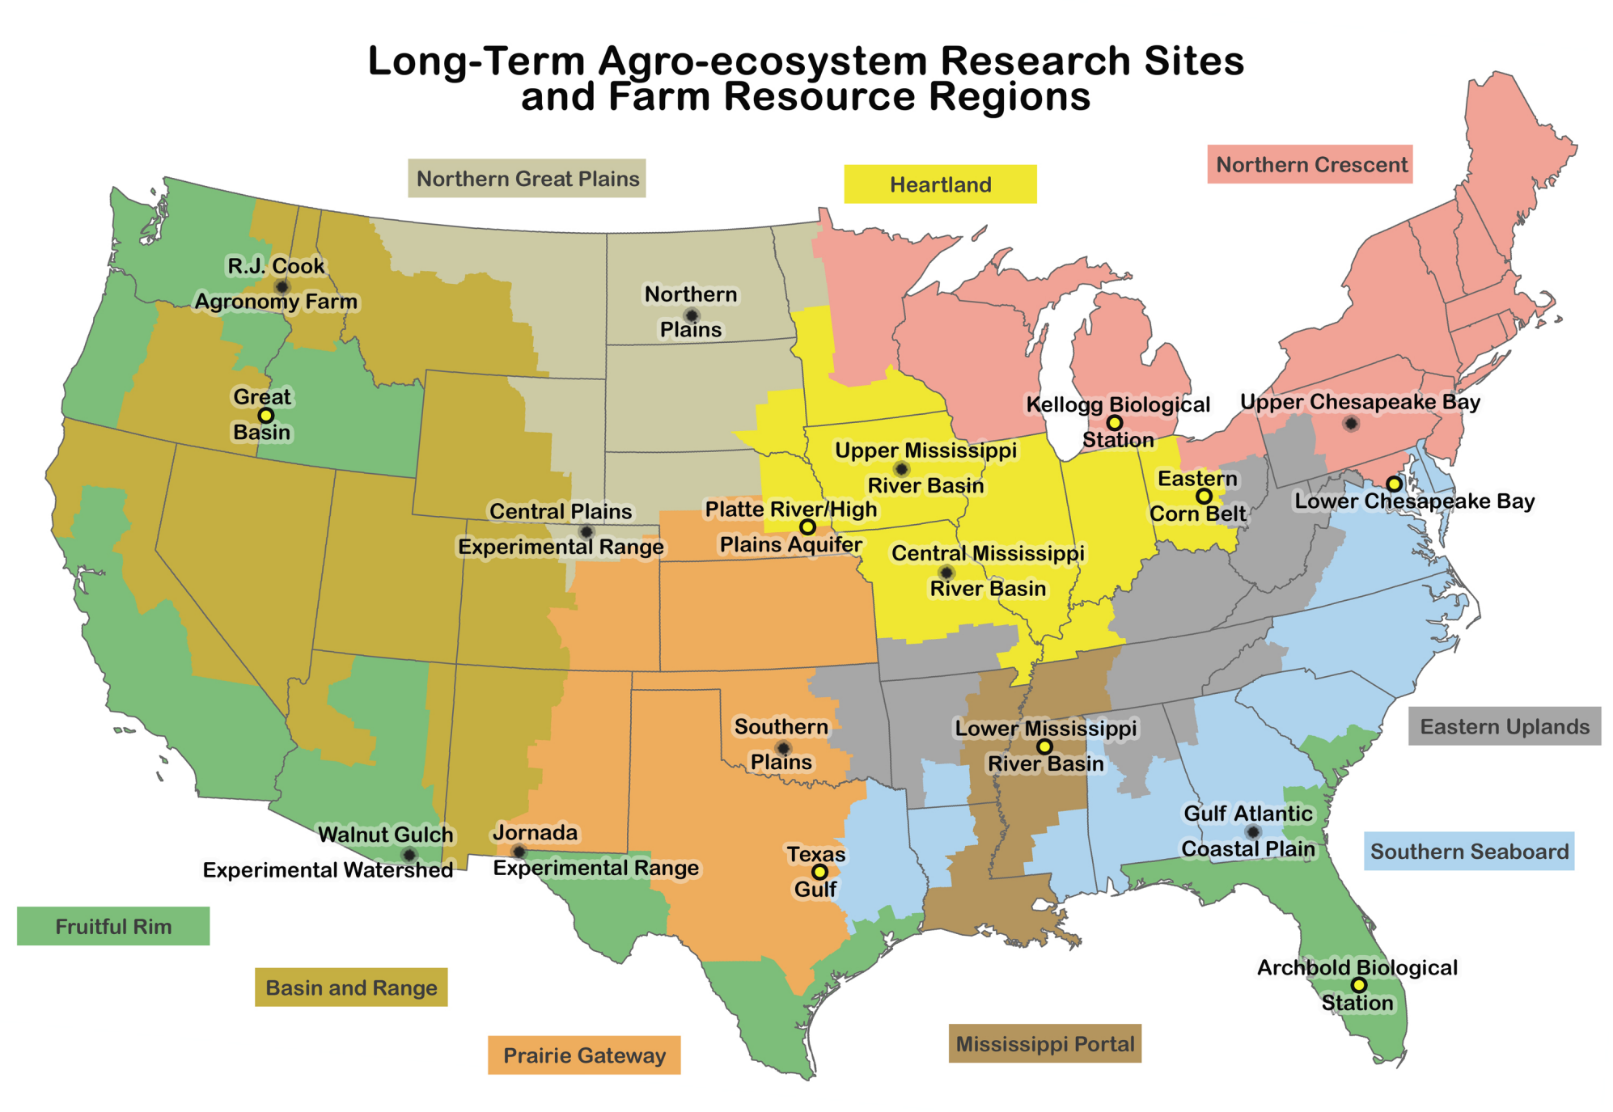 Long-Term Agro-ecosystem Research Sites
and Farm Resource Regions
Northern Great Plains
Heartland
Northern Crescent
R.J. Cook
Agronomy Farm
Northern
Plains
Great
Basin
Kellogg Biological
Station
Upper Chesapeake Bay
Upper Mississippi
River Basin
Eastern
Corn Belt
Lower Chesapeake Bay
Central Plains
Experimental Range
Platte River/High
Plains Aquifer
Central Mississippi
River Basin
Southern
Plains
Lower Mississippi
River Basin
Eastern Uplands
Walnut Gulch
Experimental Watershed
Jornada
Experimental Range
Texas
Gulf
Gulf Atlantic
Coastal Plain
Southern Seaboard
Fruitful Rim
Basin and Range
Archbold Biological
Station
Prairie Gateway
Mississippi Portal